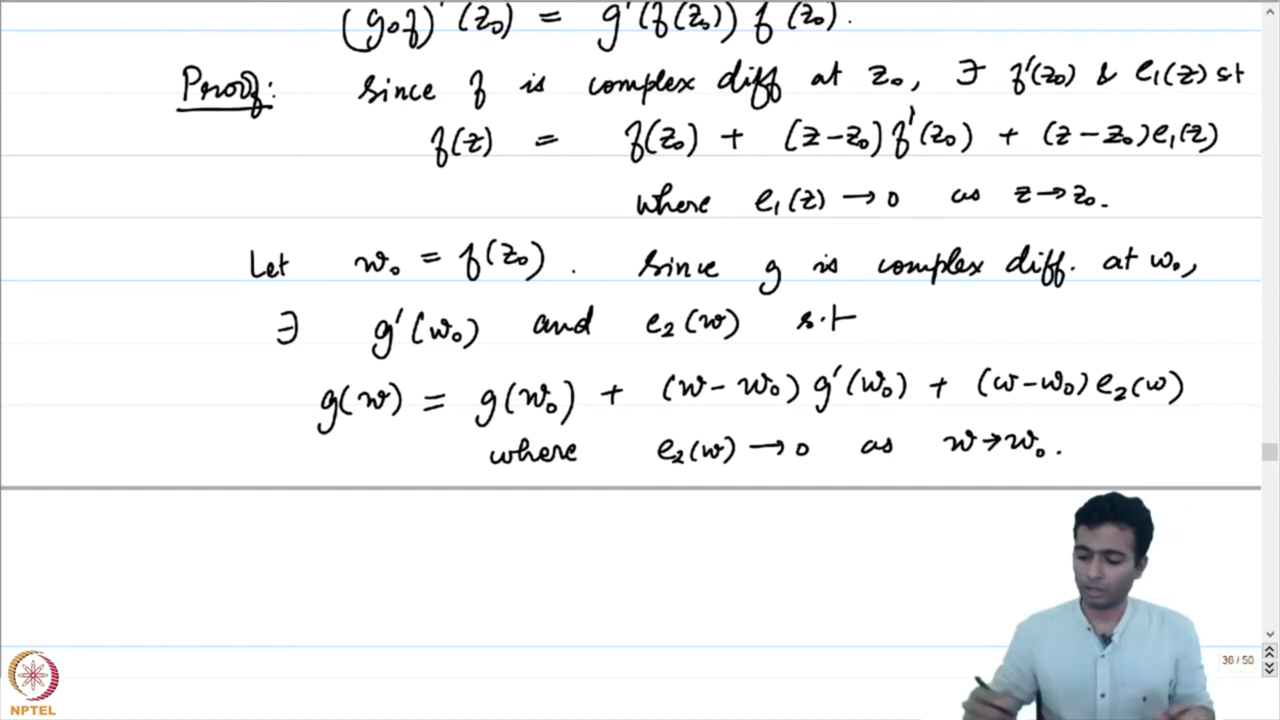 (g∘f)'(z₀) = g'(f(z₀)) f'(z₀).
Proof: Since f is complex diff at z₀, ∃ f'(z₀) & e₁(z) st
f(z) = f(z₀) + (z-z₀) f'(z₀) + (z-z₀)e₁(z)
where e₁(z) → 0 as z→z₀.
Let w₀ = f(z₀). Since g is complex diff. at w₀,
∃ g'(w₀) and e₂(w) s.t
g(w) = g(w₀) + (w-w₀) g'(w₀) + (w-w₀)e₂(w)
where e₂(w) → 0 as w→w₀.
36 / 50
NPTEL